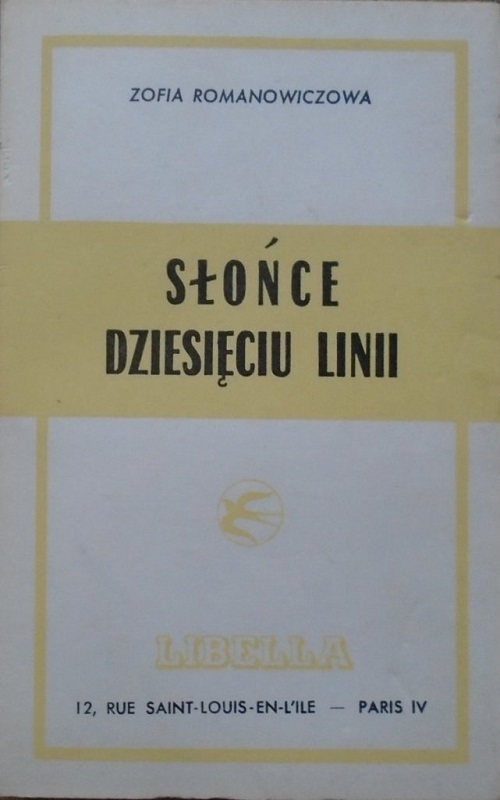 ZOFIA ROMANOWICZOWA
SŁOŃCE
DZIESIĘCIU LINII
LIBELLA
12, RUE SAINT-LOUIS-EN-L'ILE — PARIS IV